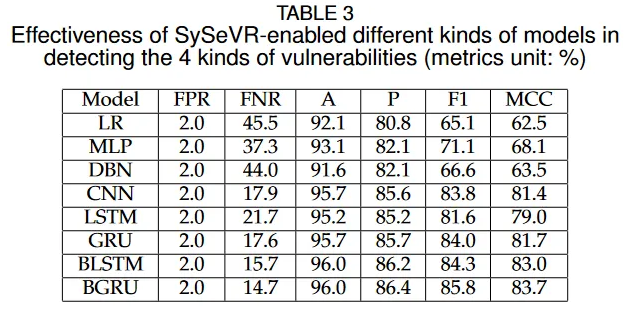 TABLE 3
Effectiveness of SySeVR-enabled different kinds of models in
detecting the 4 kinds of vulnerabilities (metrics unit: %)
Model FPR FNR A P F1 MCC
LR 2.0 45.5 92.1 80.8 65.1 62.5
MLP 2.0 37.3 93.1 82.1 71.1 68.1
DBN 2.0 44.0 91.6 82.1 66.6 63.5
CNN 2.0 17.9 95.7 85.6 83.8 81.4
LSTM 2.0 21.7 95.2 85.2 81.6 79.0
GRU 2.0 17.6 95.7 85.7 84.0 81.7
BLSTM 2.0 15.7 96.0 86.2 84.3 83.0
BGRU 2.0 14.7 96.0 86.4 85.8 83.7